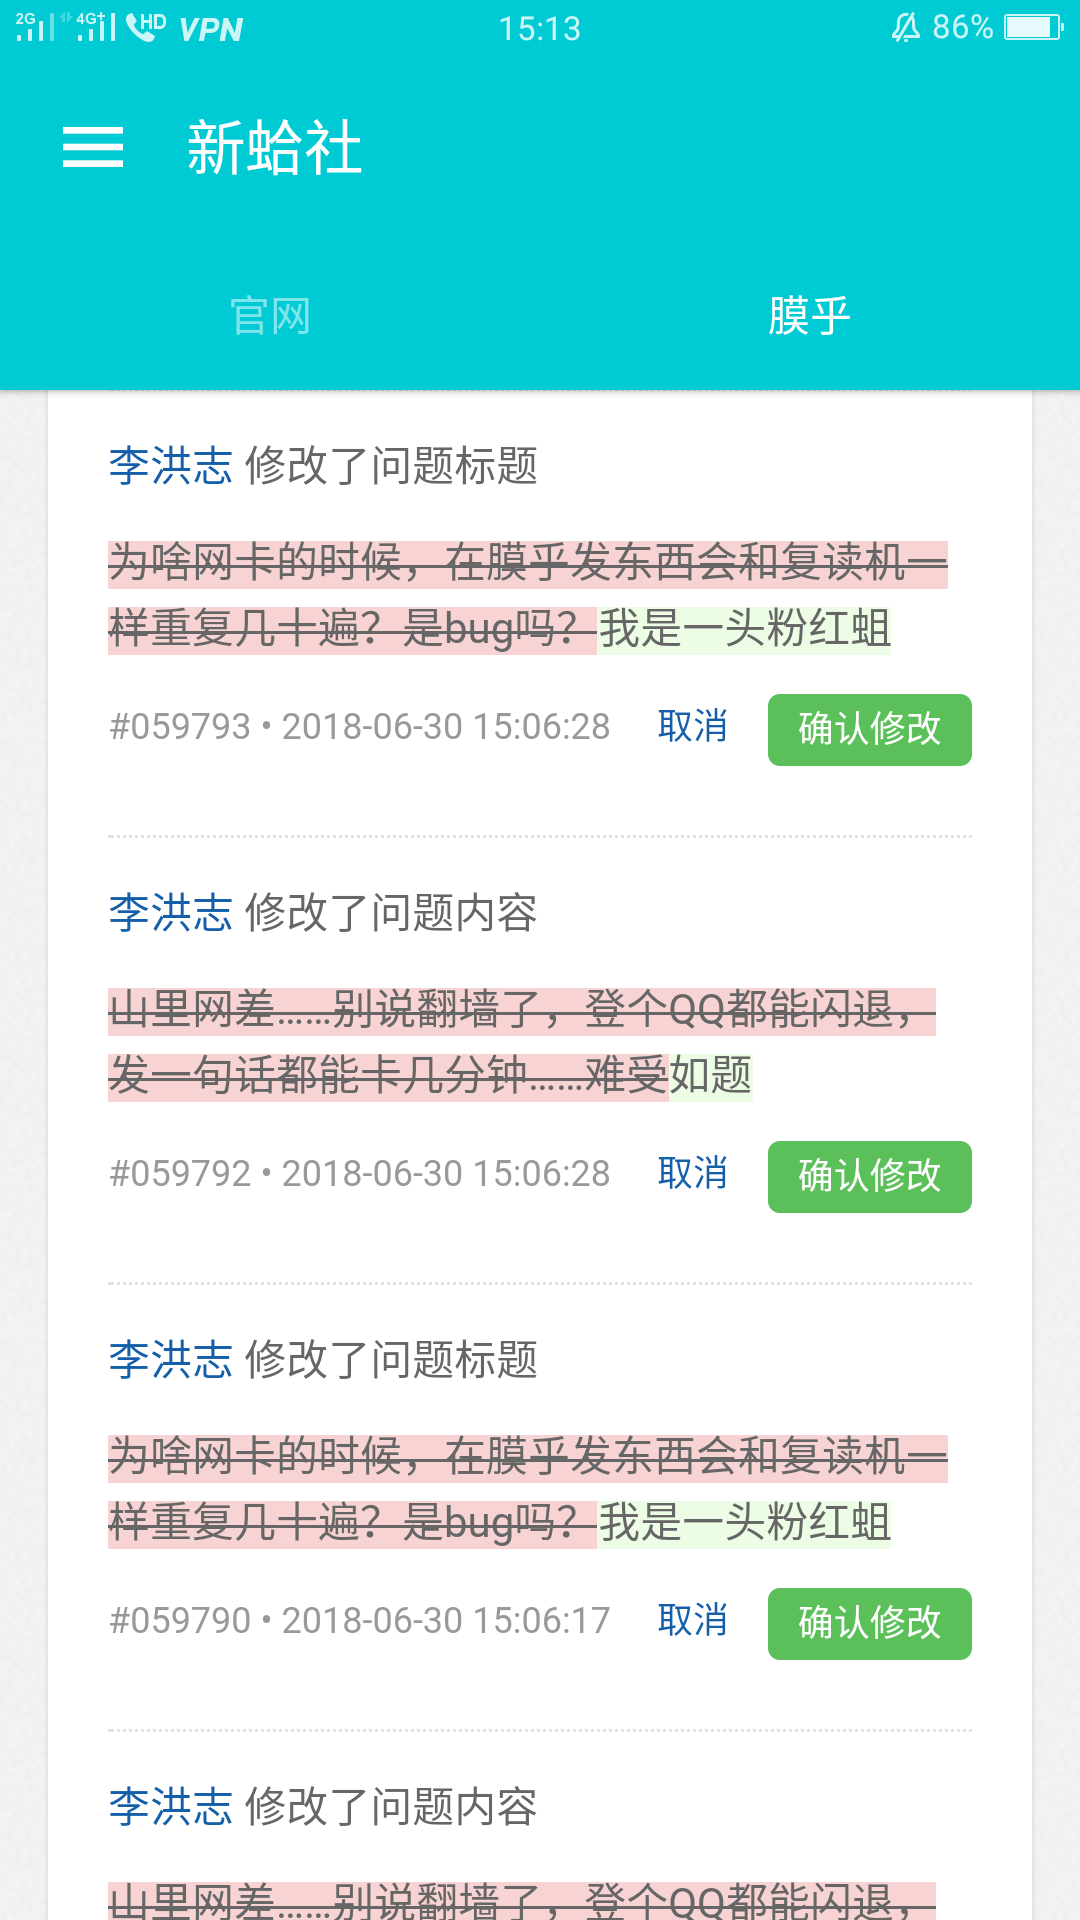 2G 4G+ HD VPN 15:13 86%
新蛤社
官网 膜乎
李洪志 修改了问题标题
为啥网卡的时候，在膜乎发东西会和复读机一
样重复几十遍？是bug吗？我是一头粉红蛆
#059793 • 2018-06-30 15:06:28 取消 确认修改
李洪志 修改了问题内容
山里网差……别说翻墙了，登个QQ都能闪退，
发一句话都能卡几分钟……难受如题
#059792 • 2018-06-30 15:06:28 取消 确认修改
李洪志 修改了问题标题
为啥网卡的时候，在膜乎发东西会和复读机一
样重复几十遍？是bug吗？我是一头粉红蛆
#059790 • 2018-06-30 15:06:17 取消 确认修改
李洪志 修改了问题内容
山里网差……别说翻墙了，登个QQ都能闪退，